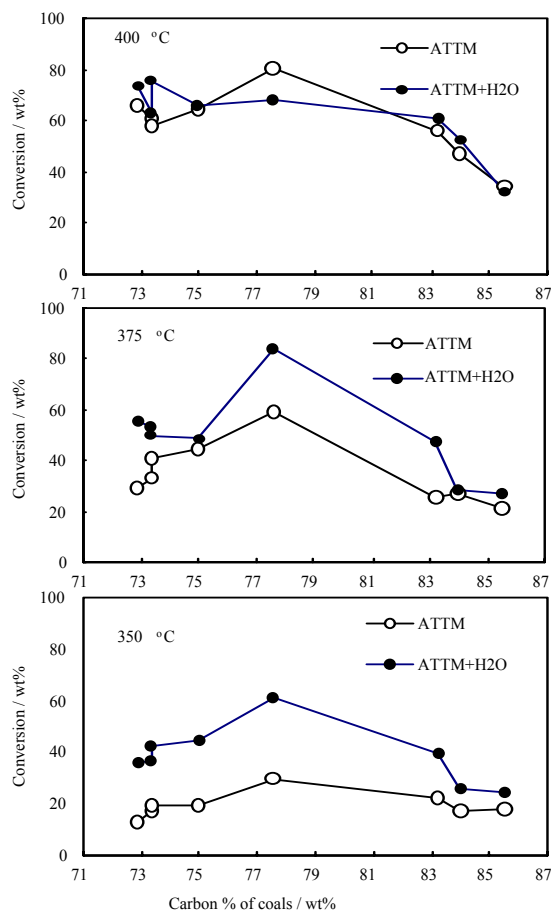 100
400 °C
ATTM
80
ATTM+H2O
60
Conversion / wt%
40
20
0
71 73 75 77 79 81 83 85 87
100
375 °C
ATTM
80
ATTM+H2O
60
Conversion / wt%
40
20
0
71 73 75 77 79 81 83 85 87
100
350 °C
ATTM
80
ATTM+H2O
60
Conversion / wt%
40
20
0
71 73 75 77 79 81 83 85 87
Carbon % of coals / wt%